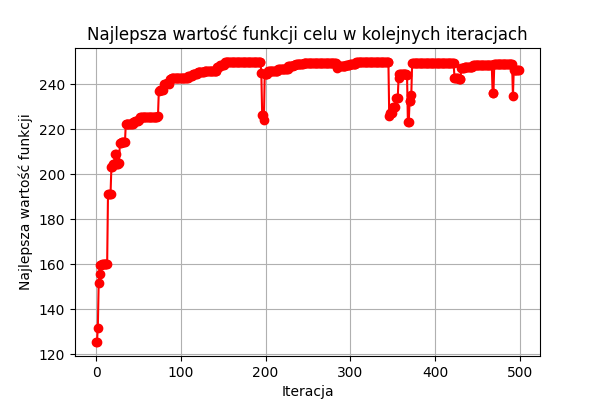 Najlepsza wartość funkcji celu w kolejnych iteracjach
Najlepsza wartość funkcji
240
220
200
180
160
140
120
0 100 200 300 400 500
Iteracja